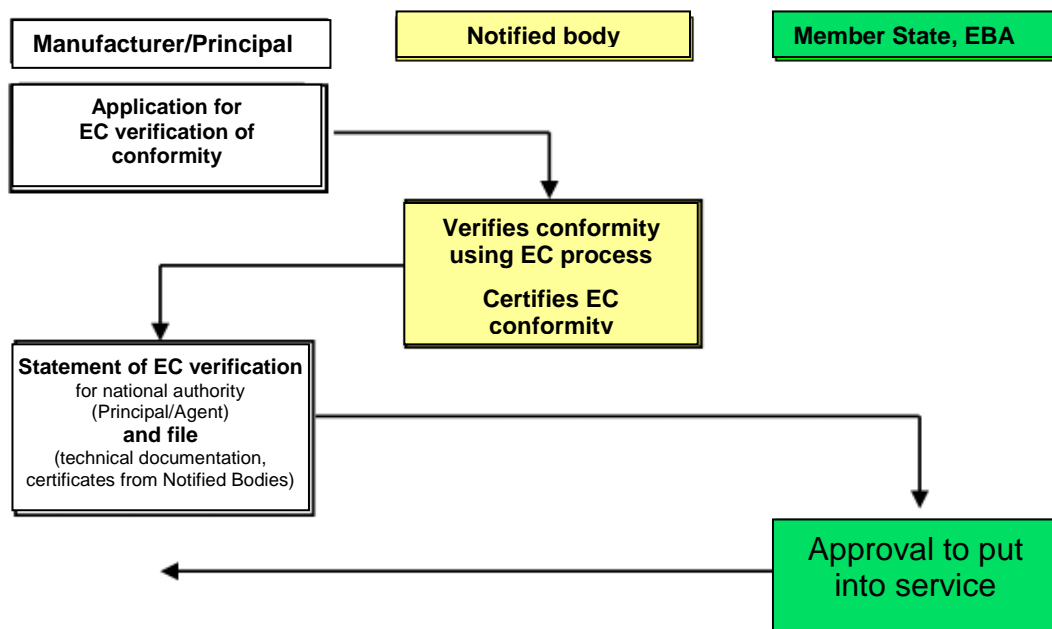 Manufacturer/Principal
Notified body
Member State, EBA
Application for
EC verification of
conformity
Verifies conformity
using EC process
Certifies EC
conformity
Statement of EC verification
for national authority
(Principal/Agent)
and file
(technical documentation,
certificates from Notified Bodies)
Approval to put
into service